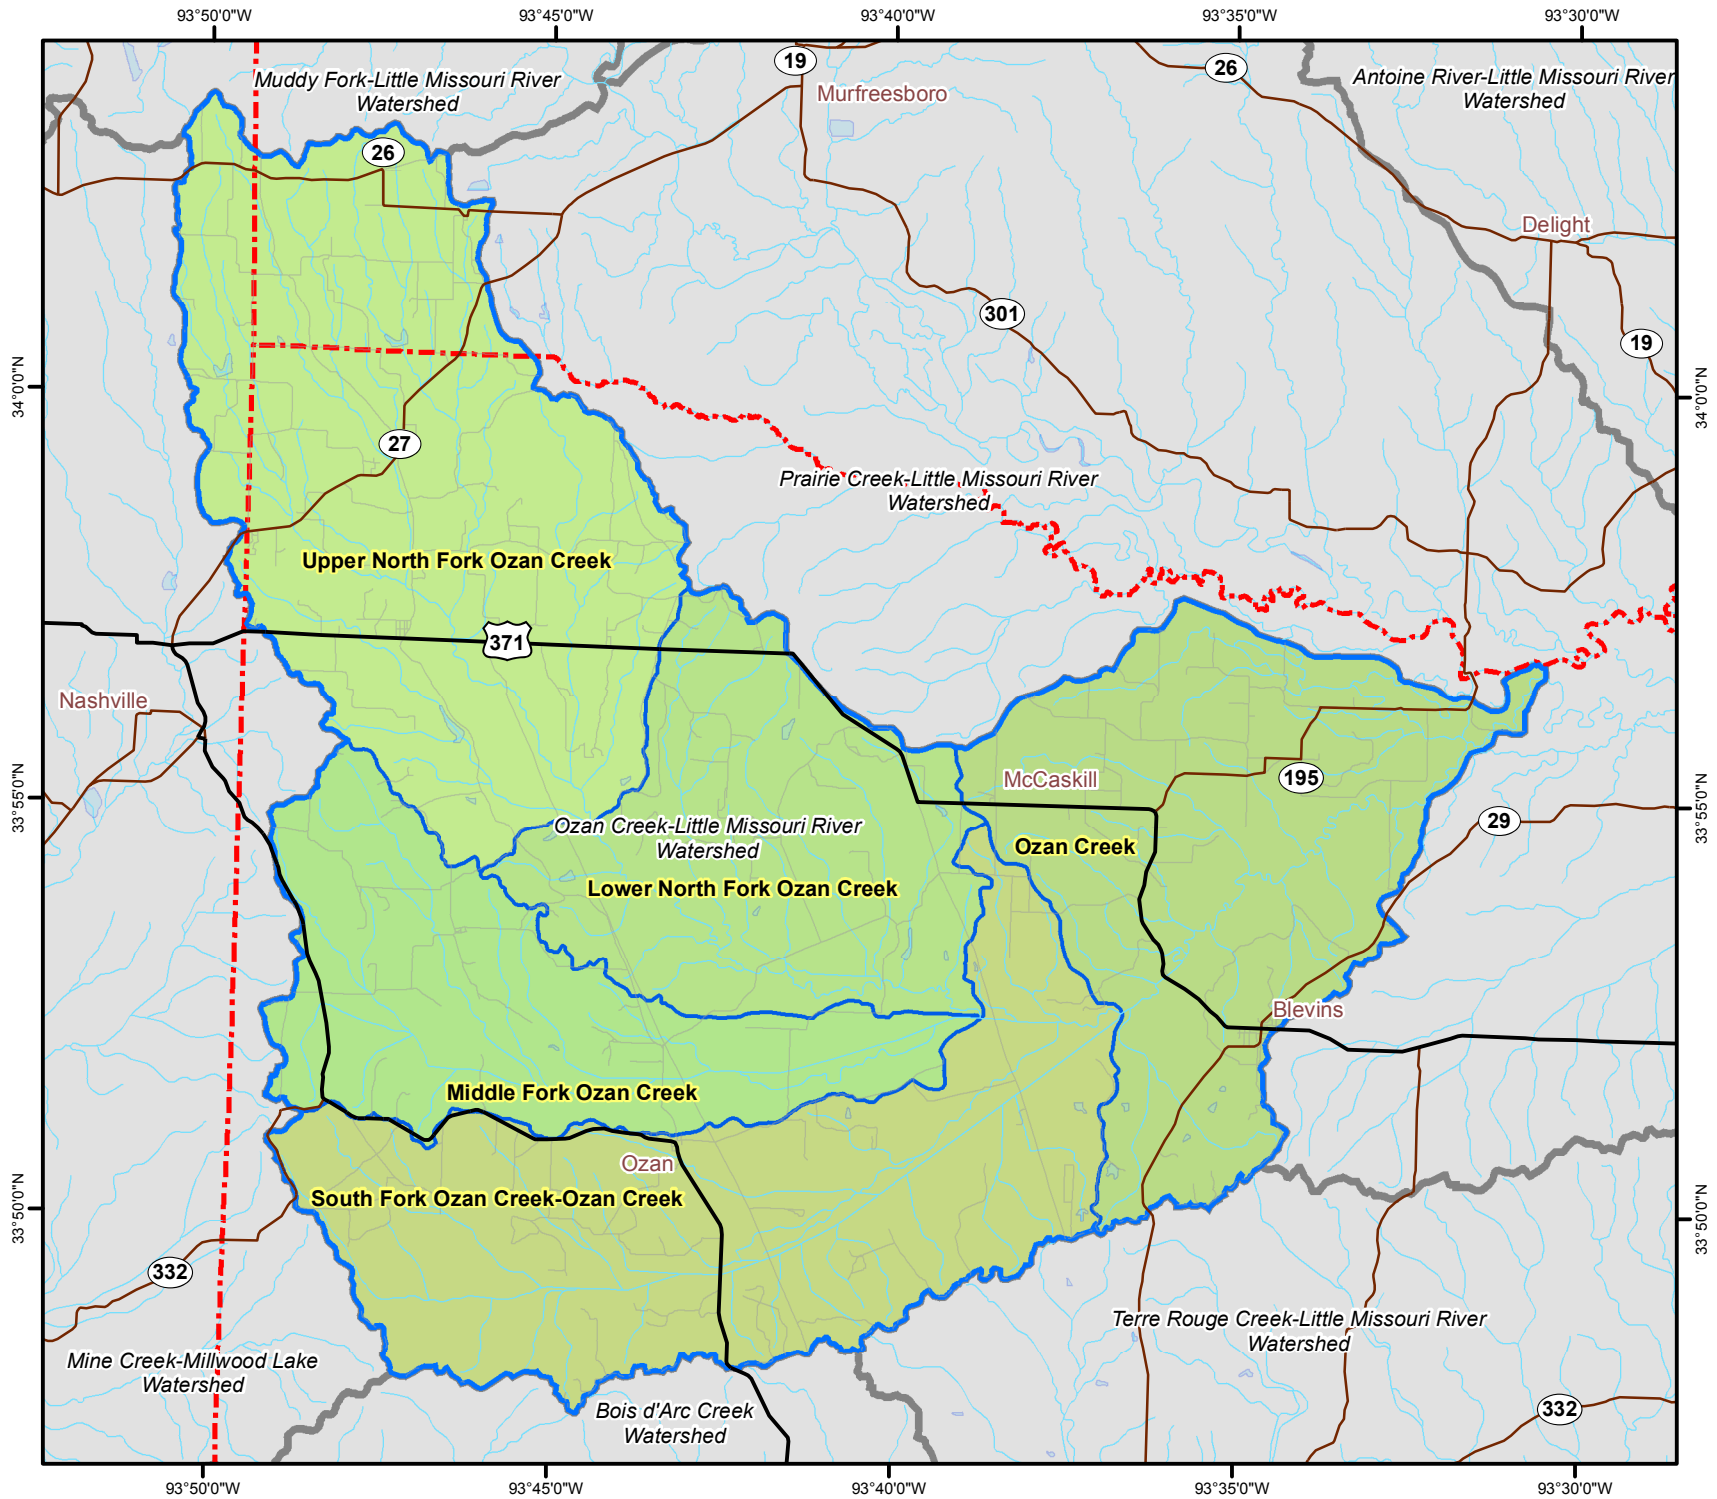 93°50'0"W
93°45'0"W
93°40'0"W
93°35'0"W
93°30'0"W
Muddy Fork-Little Missouri River
Watershed
19
Murfreesboro
26
Antoine River-Little Missouri River
Watershed
26
Delight
301
19
34°0'0"N
34°0'0"N
27
Prairie Creek-Little Missouri River
Watershed
Upper North Fork Ozan Creek
371
Nashville
McCaskill
195
33°55'0"N
33°55'0"N
29
Ozan Creek-Little Missouri River
Watershed
Ozan Creek
Lower North Fork Ozan Creek
Blevins
Middle Fork Ozan Creek
Ozan
South Fork Ozan Creek-Ozan Creek
33°50'0"N
33°50'0"N
332
Terre Rouge Creek-Little Missouri River
Watershed
Mine Creek-Millwood Lake
Watershed
Bois d'Arc Creek
Watershed
332
93°50'0"W
93°45'0"W
93°40'0"W
93°35'0"W
93°30'0"W